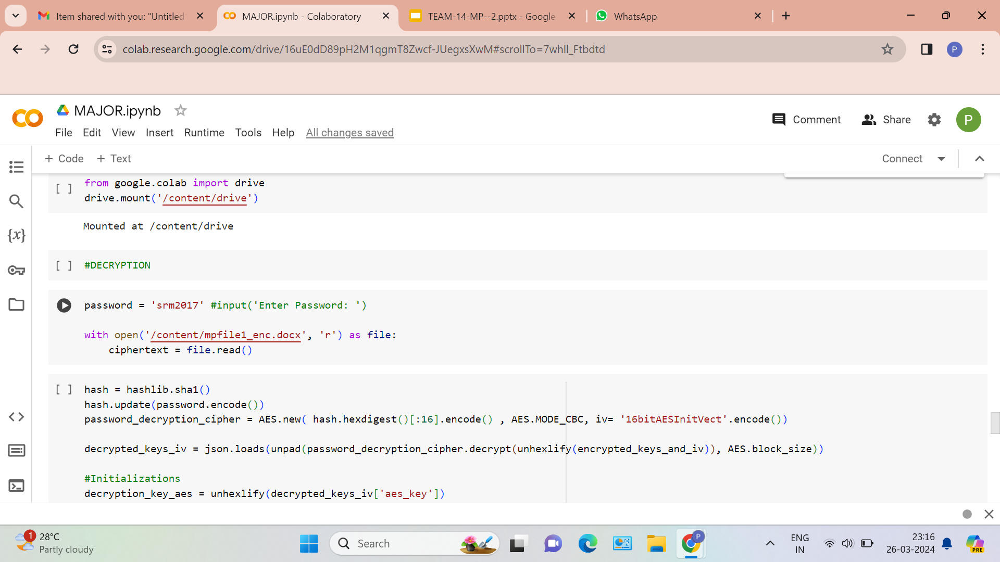 Item shared with you: "Untitled
MAJOR.ipynb - Colaboratory
TEAM-14-MP--2.pptx - Google
WhatsApp
colab.research.google.com/drive/16uE0dD89pH2M1qgmT8Zwcf-JUegxsXwM#scrollTo=7whll_Ftbdtd
P
MAJOR.ipynb
Comment
Share
P
File Edit View Insert Runtime Tools Help All changes saved
+ Code + Text
Connect
[ ] from google.colab import drive
drive.mount('/content/drive')
Mounted at /content/drive
{x}
[ ] #DECRYPTION
password = 'srm2017' #input('Enter Password: ')
with open('/content/mpfile1_enc.docx', 'r') as file:
ciphertext = file.read()
[ ] hash = hashlib.sha1()
hash.update(password.encode())
password_decryption_cipher = AES.new( hash.hexdigest()[:16].encode() , AES.MODE_CBC, iv= '16bitAESInitVect'.encode())
decrypted_keys_iv = json.loads(unpad(password_decryption_cipher.decrypt(unhexlify(encrypted_keys_and_iv)), AES.block_size))
#Initializations
decryption_key_aes = unhexlify(decrypted_keys_iv['aes_key'])
1
28°C
Partly cloudy
Search
P
ENG
IN
23:16
26-03-2024
PRE